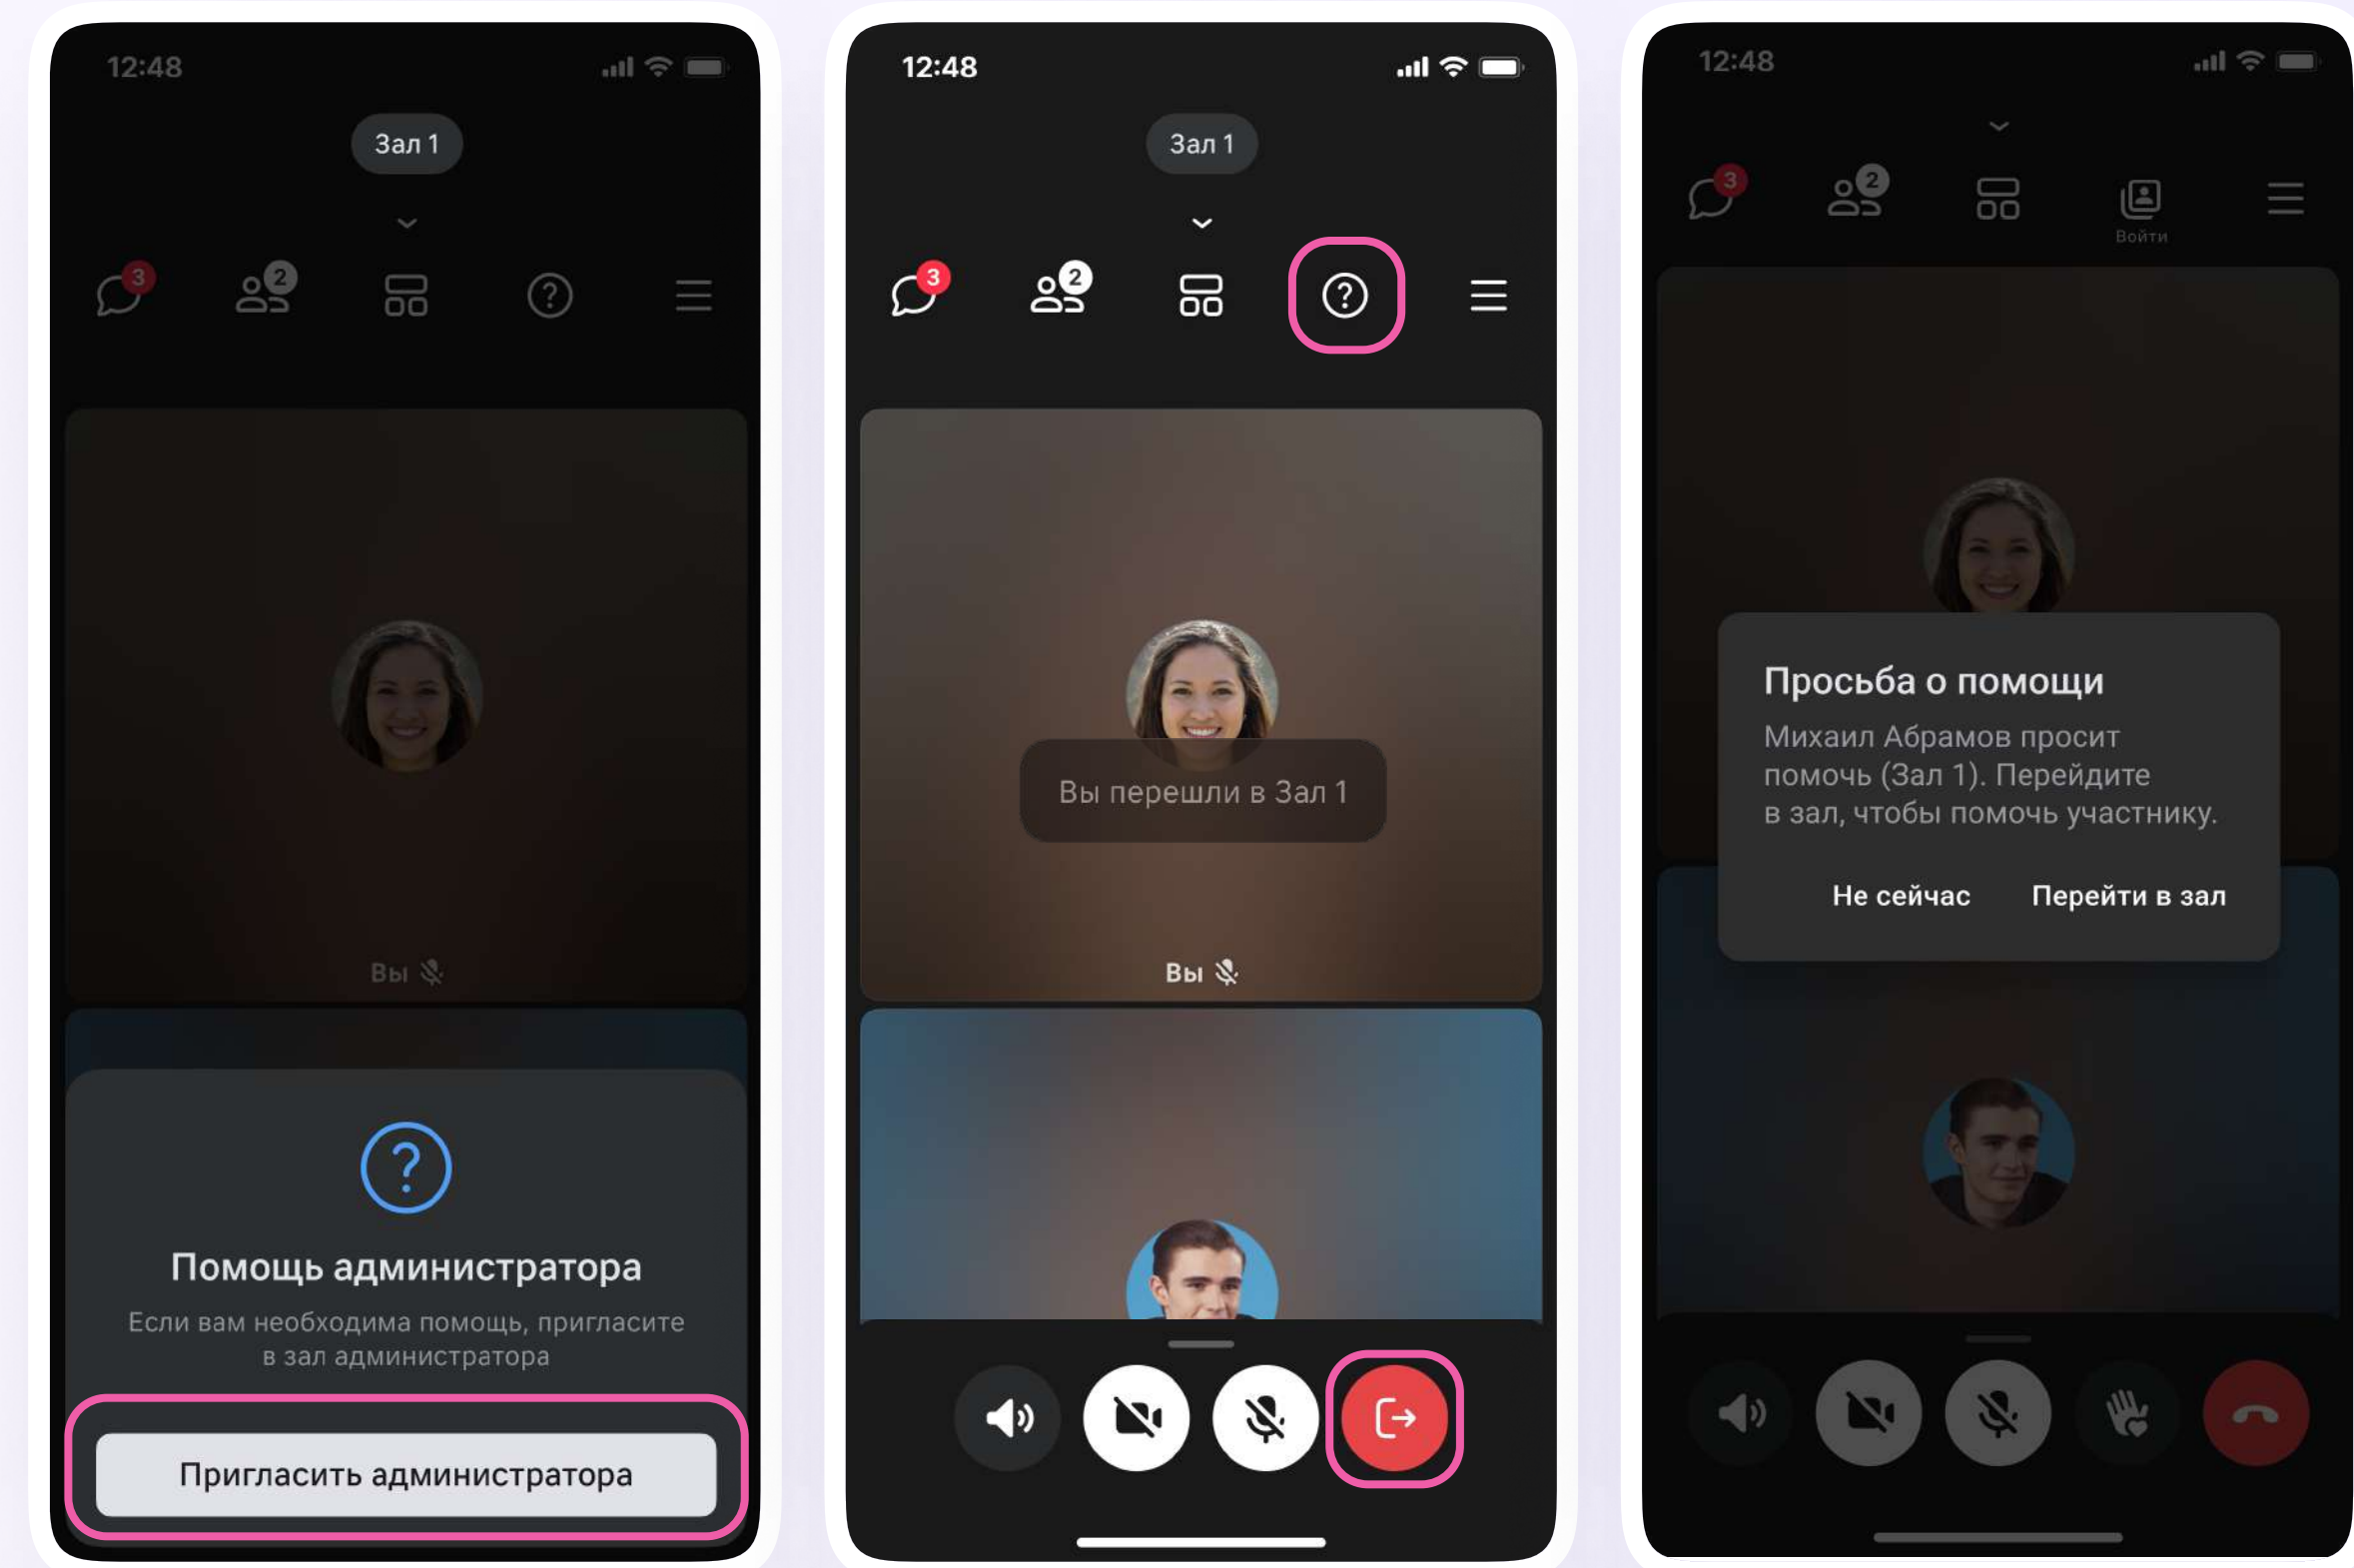 12:48
Зал 1
3
2
Вы
Помощь администратора
Если вам необходима помощь, пригласите
в зал администратора
Пригласить администратора
12:48
Зал 1
3
2
Вы перешли в Зал 1
Вы
12:48
3
2
Войти
Просьба о помощи
Михаил Абрамов просит
помочь (Зал 1). Перейдите
в зал, чтобы помочь участнику.
Не сейчас Перейти в зал